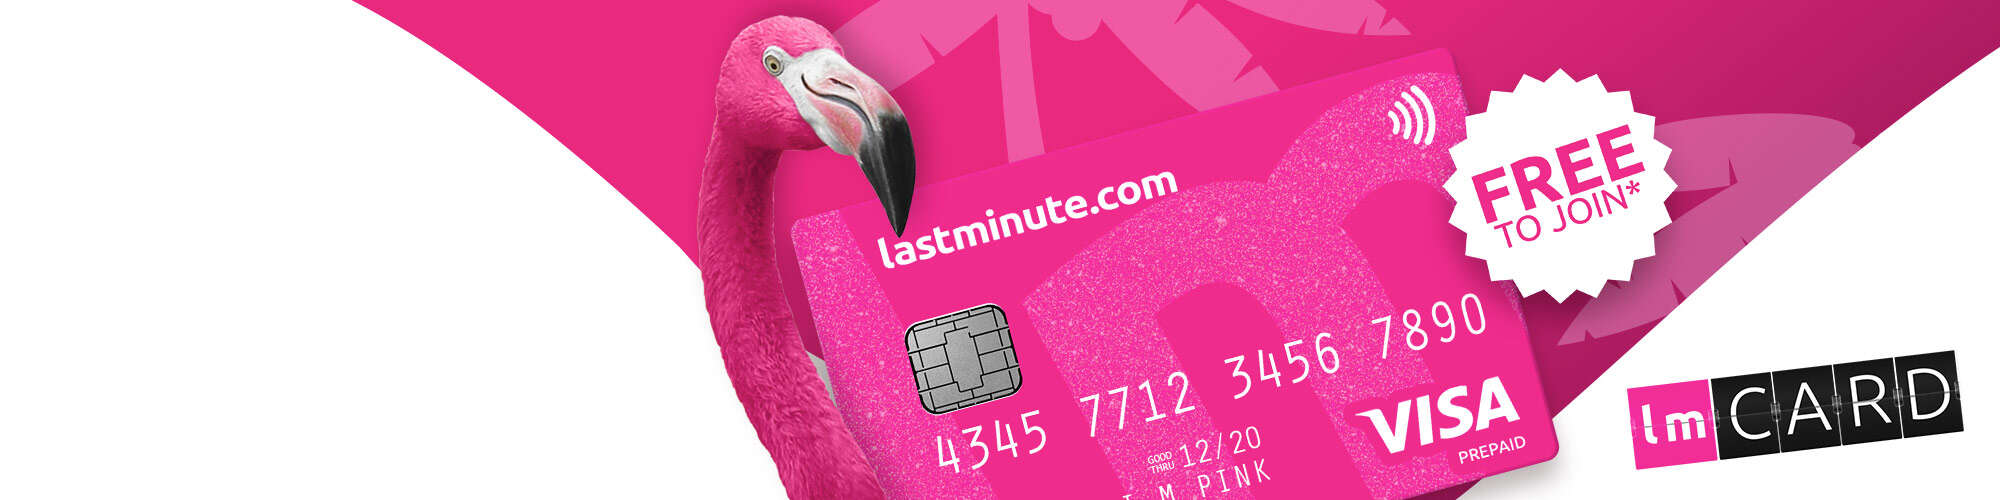 lastminute.com
FREE
TO JOIN*
4345 7712 3456 7890
GOOD
THRU 12/20
I M PINK
VISA
PREPAID
lm CARD